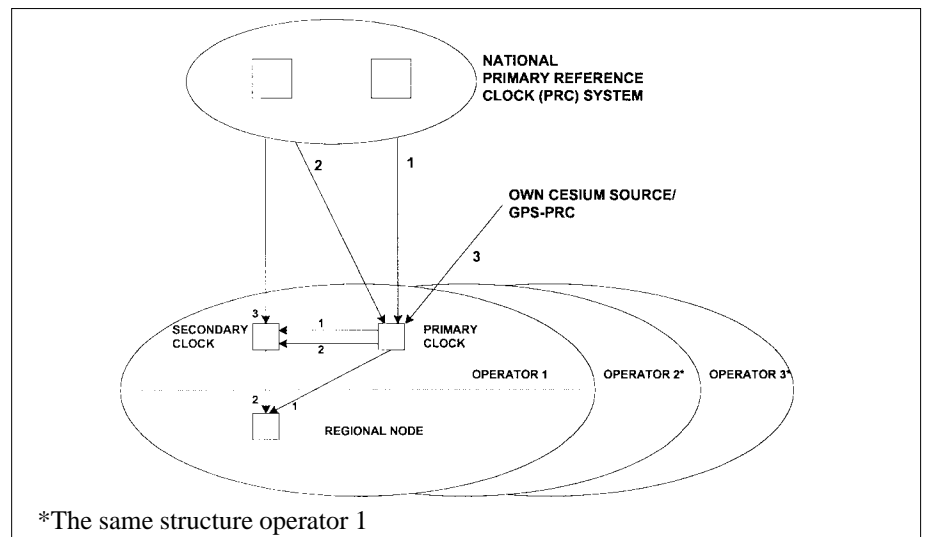 NATIONAL
PRIMARY REFERENCE
CLOCK (PRC) SYSTEM
2
1
OWN CESIUM SOURCE/
GPS-PRC
3
3
SECONDARY
CLOCK
1
2
PRIMARY
CLOCK
OPERATOR 1
OPERATOR 2*
OPERATOR 3*
2
1
REGIONAL NODE
*The same structure operator 1